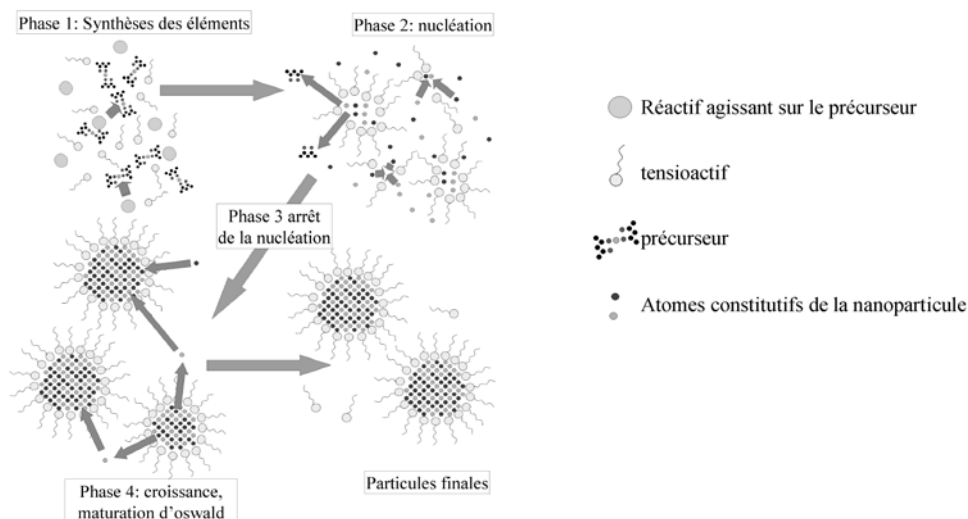 Phase 1: Synthèses des éléments
Phase 2: nucléation
Réactif agissant sur le précurseur
tensioactif
précurseur
Atomes constitutifs de la nanoparticule
Phase 3 arrêt
de la nucléation
Phase 4: croissance,
maturation d'oswald
Particules finales